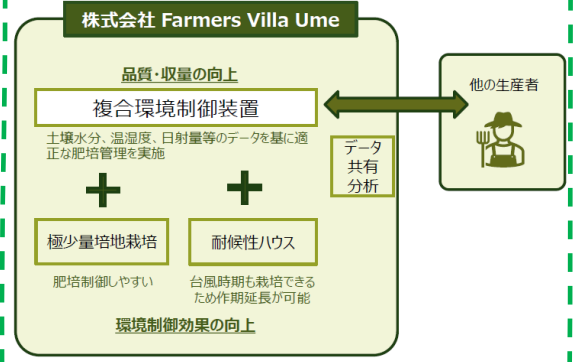 株式会社 Farmers Villa Ume
品質・収量の向上
複合環境制御装置
土壌水分、温湿度、日射量等のデータを基に適
正な肥培管理を実施
データ
共有
分析
他の生産者
極少量培地栽培
耐候性ハウス
肥培制御しやすい
台風時期も栽培できる
ため作期延長が可能
環境制御効果の向上